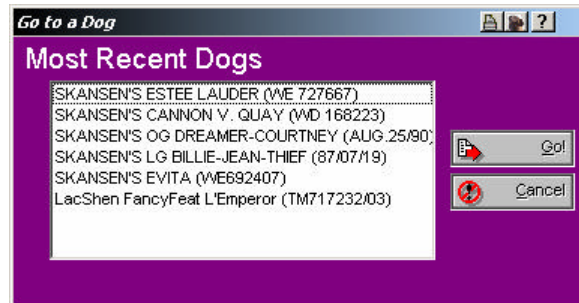 Go to a Dog
?
Most Recent Dogs
SKANSEN'S ESTEE LAUDER (WE 727667)
SKANSEN'S CANNON V. QUAY (WD 168223)
SKANSEN'S OG DREAMER-COURTNEY (AUG.25/90)
SKANSEN'S LG BILLIE-JEAN-THIEF (87/07/19)
SKANSEN'S EVITA (WE692407)
LacShen FancyFeat L'Emperor (TM717232/03)
Go!
Cancel